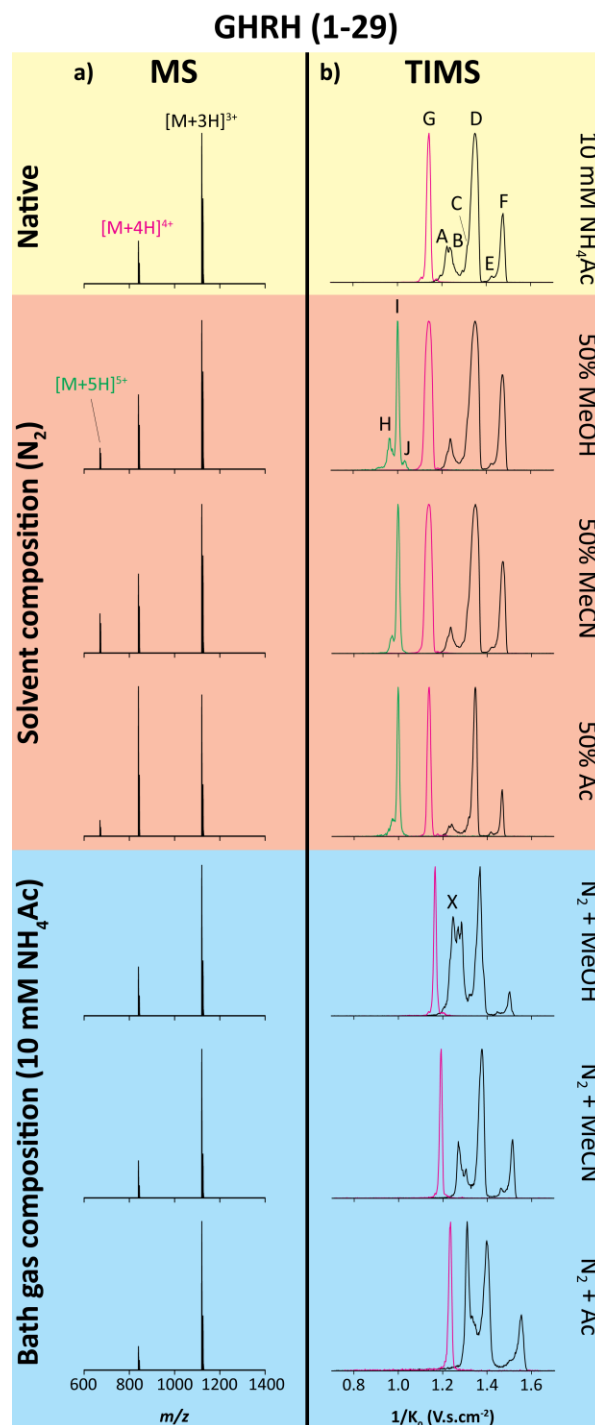 GHRH (1-29)
a) MS
b) TIMS
Native
[M+3H]3+
[M+4H]4+
G
D
C
A
B
E
F
10 mM NH4Ac
Solvent composition (N2)
[M+5H]5+
I
H
J
50% MeOH
50% MeCN
50% Ac
Bath gas composition (10 mM NH4Ac)
X
N2 + MeOH
N2 + MeCN
N2 + Ac
600 800 1000 1200 1400
m/z
0.8 1.0 1.2 1.4 1.6
1/K0 (V.s.cm-2)